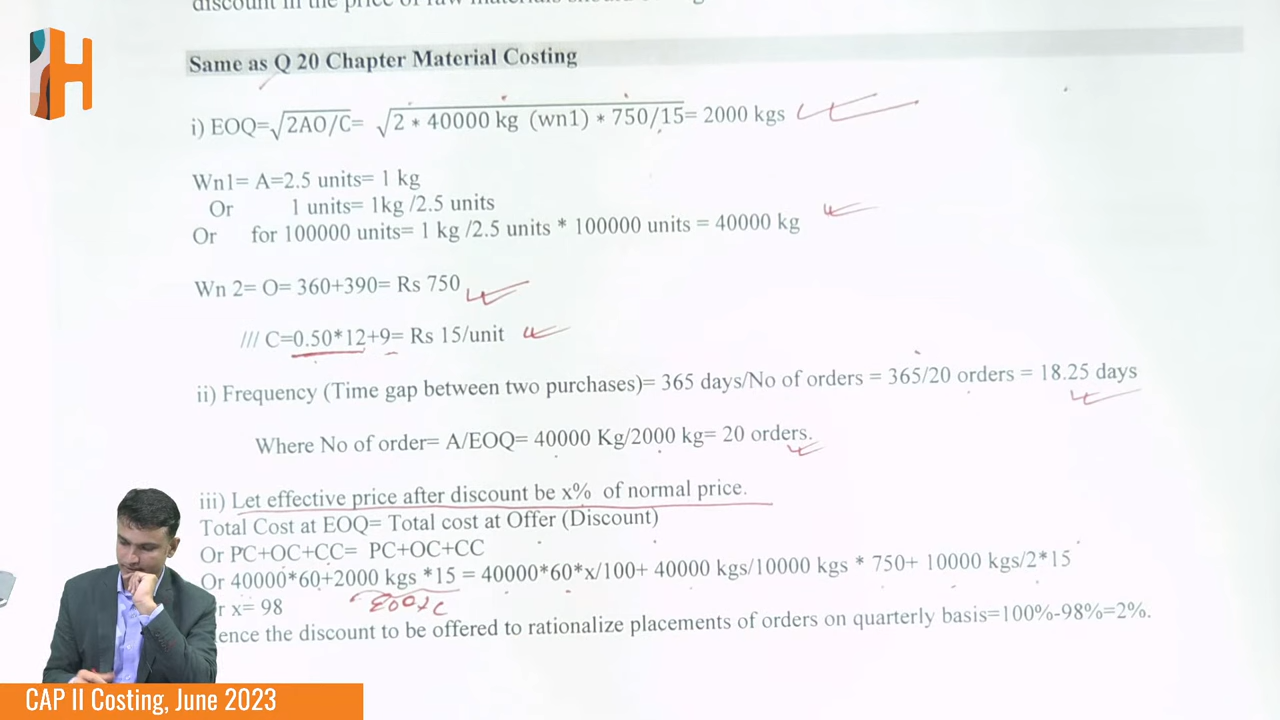 discount in the price of raw materials
Same as Q 20 Chapter Material Costing
H
i) EOQ=√2AO/C= √2 * 40000 kg (wn1) * 750/15= 2000 kgs
Wn1= A=2.5 units= 1 kg
Or 1 units= 1kg /2.5 units
Or for 100000 units= 1 kg /2.5 units * 100000 units = 40000 kg
Wn 2= O= 360+390= Rs 750
/// C=0.50*12+9= Rs 15/unit
ii) Frequency (Time gap between two purchases)= 365 days/No of orders = 365/20 orders = 18.25 days
Where No of order= A/EOQ= 40000 Kg/2000 kg= 20 orders.
iii) Let effective price after discount be x% of normal price.
Total Cost at EOQ= Total cost at Offer (Discount)
Or PC+OC+CC= PC+OC+CC
Or 40000*60+2000 kgs *15 = 40000*60*x/100+ 40000 kgs/10000 kgs * 750+ 10000 kgs/2*15
r x= 98
EOQ*C
ence the discount to be offered to rationalize placements of orders on quarterly basis=100%-98%=2%.
CAP II Costing, June 2023